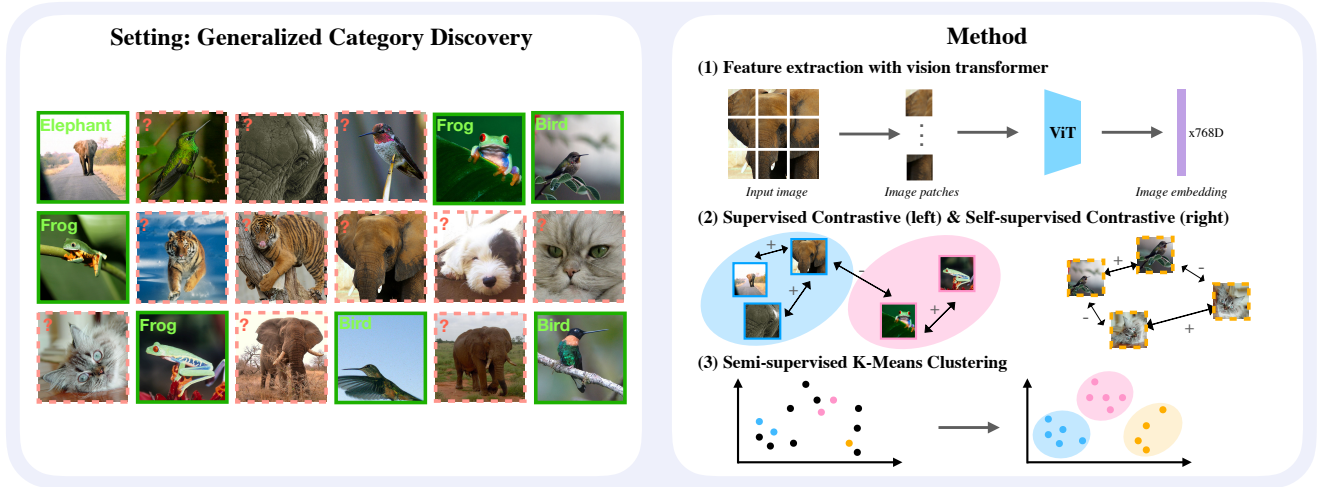 Setting: Generalized Category Discovery
Elephant
?
?
?
Frog
Bird
Frog
?
?
?
?
?
?
Frog
?
Bird
?
Bird
Method
(1) Feature extraction with vision transformer
ViT
x768D
Input image
Image patches
Image embedding
(2) Supervised Contrastive (left) & Self-supervised Contrastive (right)
+
-
+
+
+
-
-
+
(3) Semi-supervised K-Means Clustering